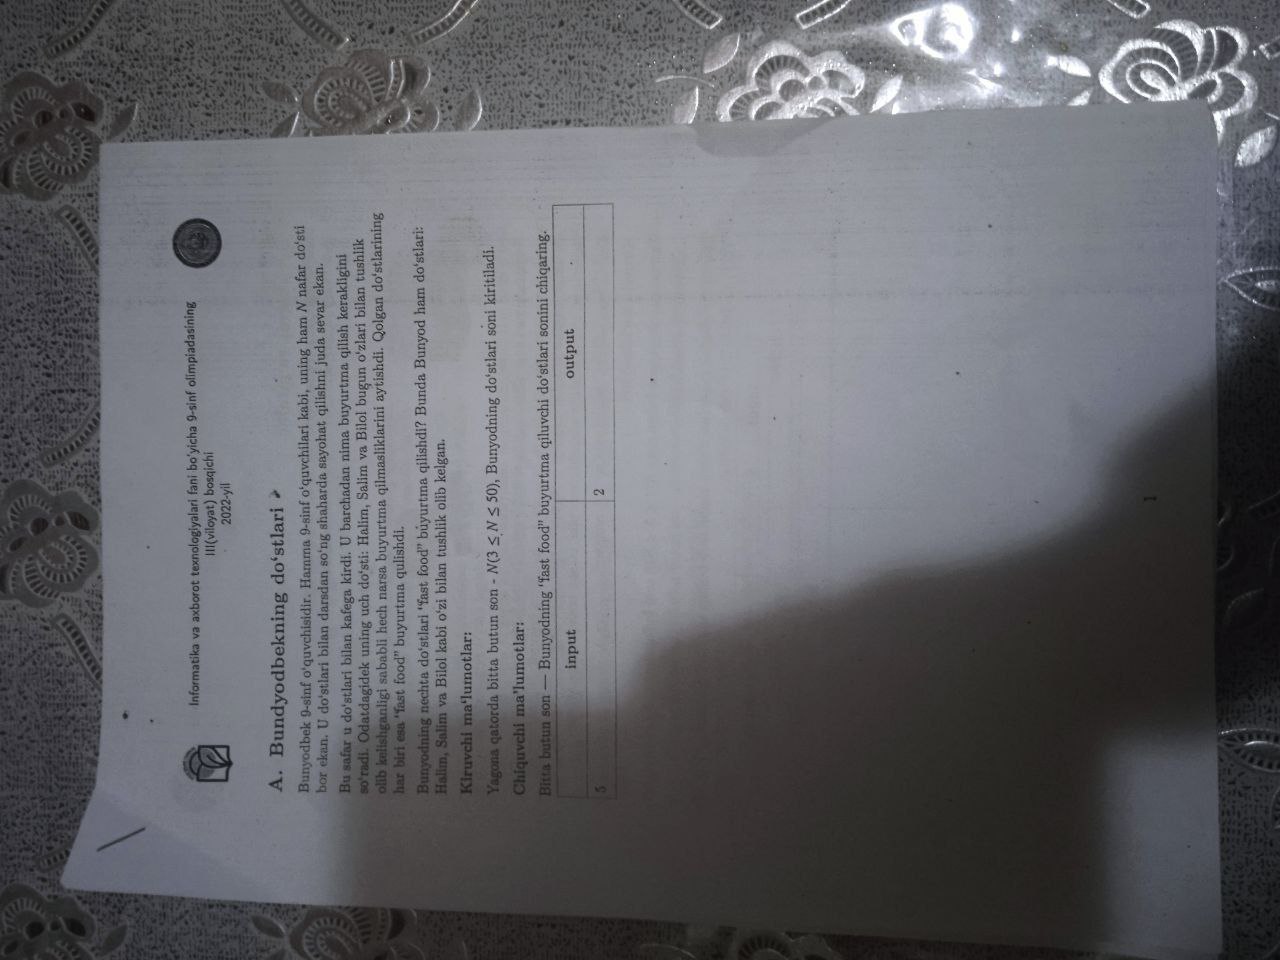 Informatika va axborot texnologiyalari fani bo'yicha 9-sinf olimpiadasining
III(viloyat) bosqichi
2022-yil
A. Bundyodbekning do'stlari
Bunyodbek 9-sinf o'quvchisidir. Hamma 9-sinf o'quvchilari kabi, uning ham N nafar do'sti
bor ekan. U do'stlari bilan darsdan so'ng shaharda sayohat qilishni juda sevar ekan.
Bu safar u do'stlari bilan kafega kirdi. U barchadan nima buyurtma qilish kerakligini
so'radi. Odatdagidek uning uch do'sti: Halim, Salim va Bilol bugun o'zlari bilan tushlik
olib kelishganligi sababli hech narsa buyurtma qilmasliklarini aytishdi. Qolgan do'stlarining
har biri esa "fast food" buyurtma qulishdi.
Bunyodning nechta do'stlari "fast food" buyurtma qilishdi? Bunda Bunyod ham do'stlari:
Halim, Salim va Bilol kabi o'zi bilan tushlik olib kelgan.
Kiruvchi ma'lumotlar:
Yagona qatorda bitta butun son - N(3 ≤ N ≤ 50), Bunyodning do'stlari soni kiritiladi.
Chiquvchi ma'lumotlar:
Bitta butun son — Bunyodning "fast food" buyurtma qiluvchi do'stlari sonini chiqaring.
input output
5 2
1